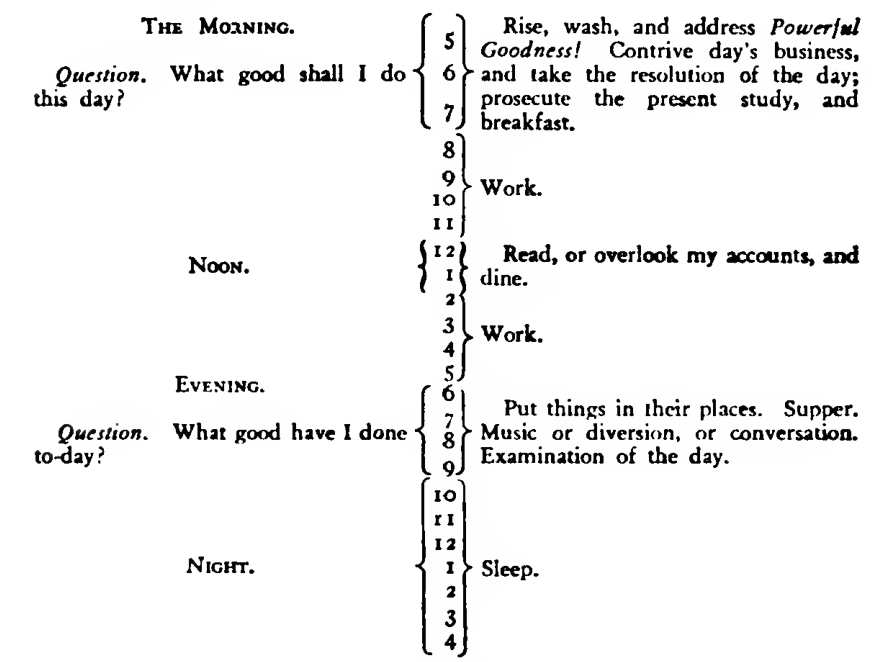 THE MORNING. 5 Rise, wash, and address Powerful
Goodness! Contrive day's business,
Question. What good shall I do 6 and take the resolution of the day;
this day? 7 prosecute the present study, and
breakfast.
8
9 Work.
10
11
NOON. 12 Read, or overlook my accounts, and
1 dine.
2
3 Work.
4
5
EVENING. 6
7 Put things in their places. Supper.
Question. What good have I done 8 Music or diversion, or conversation.
to-day? 9 Examination of the day.
10
11
12
NIGHT. 1 Sleep.
2
3
4